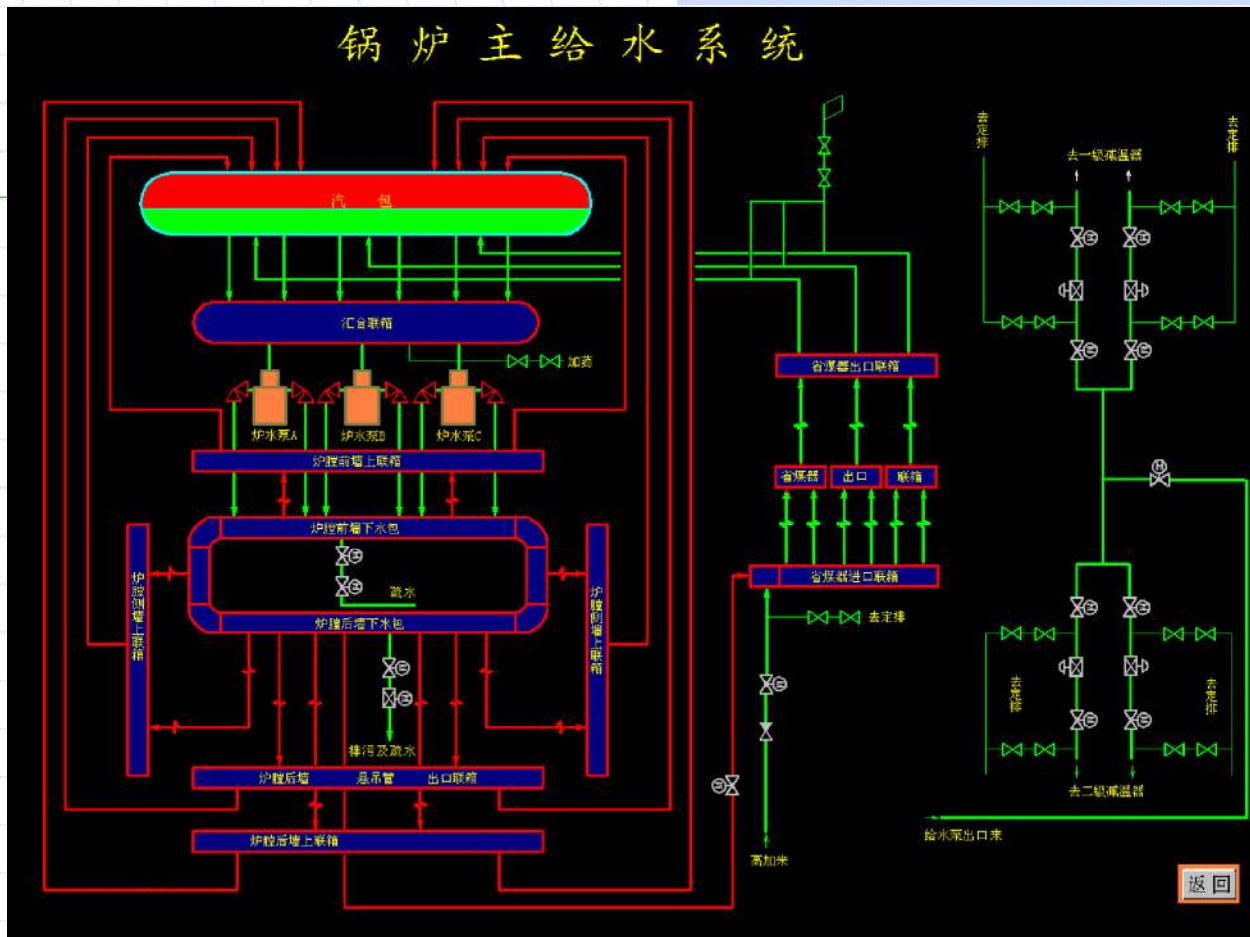 锅炉主给水系统
去定排
去一级减温器
去定排
汽包
汇合联箱
加药
省煤器出口联箱
炉水泵A
炉水泵B
炉水泵C
炉膛前墙上联箱
省煤器
出口
联箱
炉膛前墙下水包
疏水
炉膛后墙下水包
炉膛侧墙上联箱
炉膛侧墙上联箱
省煤器进口联箱
去定排
去定排
去定排
排污及疏水
炉膛后墙 悬吊管 出口联箱
去二级减温器
炉膛后墙上联箱
给水泵出口来
高加来
返回